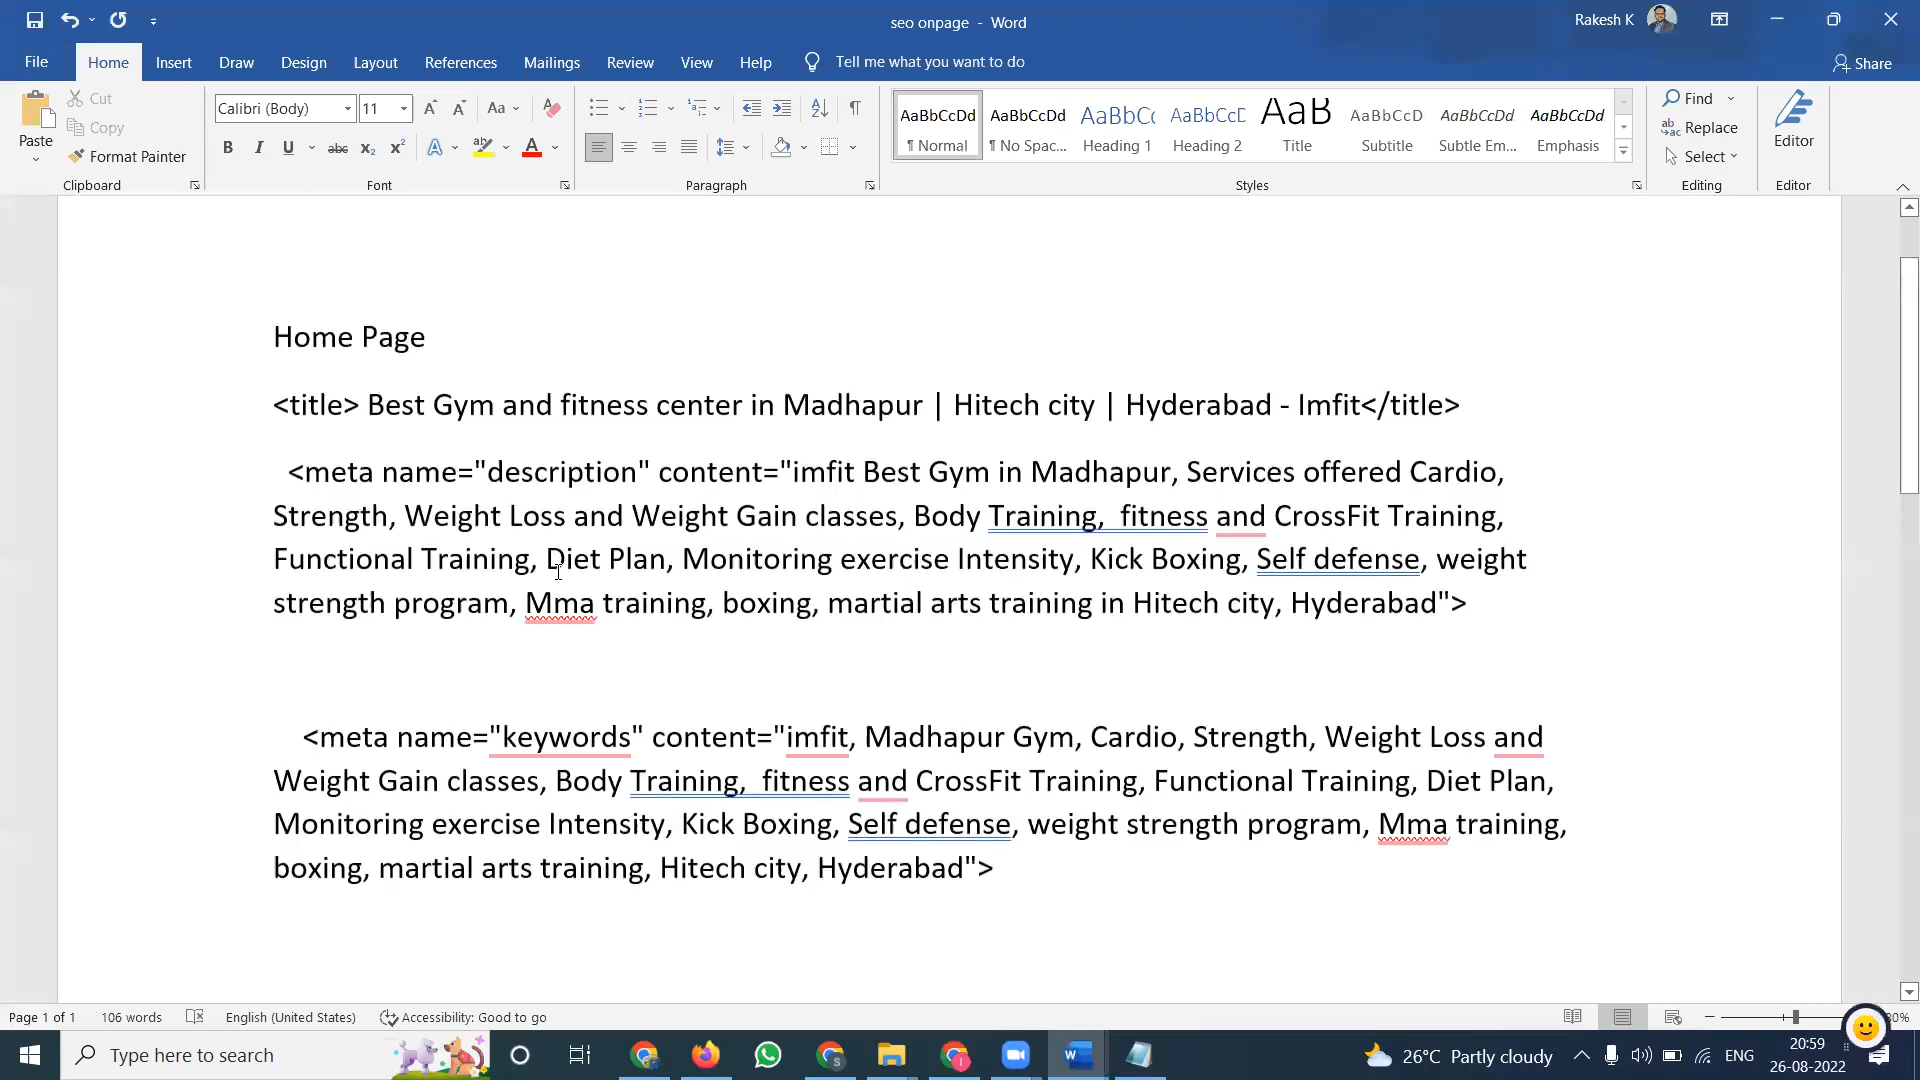 seo onpage - Word
Rakesh K
File Home Insert Draw Design Layout References Mailings Review View Help Tell me what you want to do Share
Paste Cut Copy Format Painter Clipboard
Calibri (Body) 11 Aa
B I U abc x₂ x² A A
Font
Paragraph
AaBbCcDd AaBbCcDd AaBbCc AaBbCcE AaB AaBbCcD AaBbCcDd AaBbCcDd
¶ Normal ¶ No Spac... Heading 1 Heading 2 Title Subtitle Subtle Em... Emphasis
Styles
Find
Replace
Select
Editing
Editor
Editor
Home Page
<title> Best Gym and fitness center in Madhapur | Hitech city | Hyderabad - Imfit</title>
<meta name="description" content="imfit Best Gym in Madhapur, Services offered Cardio,
Strength, Weight Loss and Weight Gain classes, Body Training,  fitness and CrossFit Training,
Functional Training, Diet Plan, Monitoring exercise Intensity, Kick Boxing, Self defense, weight
strength program, Mma training, boxing, martial arts training in Hitech city, Hyderabad">
<meta name="keywords" content="imfit, Madhapur Gym, Cardio, Strength, Weight Loss and
Weight Gain classes, Body Training,  fitness and CrossFit Training, Functional Training, Diet Plan,
Monitoring exercise Intensity, Kick Boxing, Self defense, weight strength program, Mma training,
boxing, martial arts training, Hitech city, Hyderabad">
Page 1 of 1 106 words English (United States) Accessibility: Good to go
Type here to search
26°C Partly cloudy ENG
20:59
26-08-2022